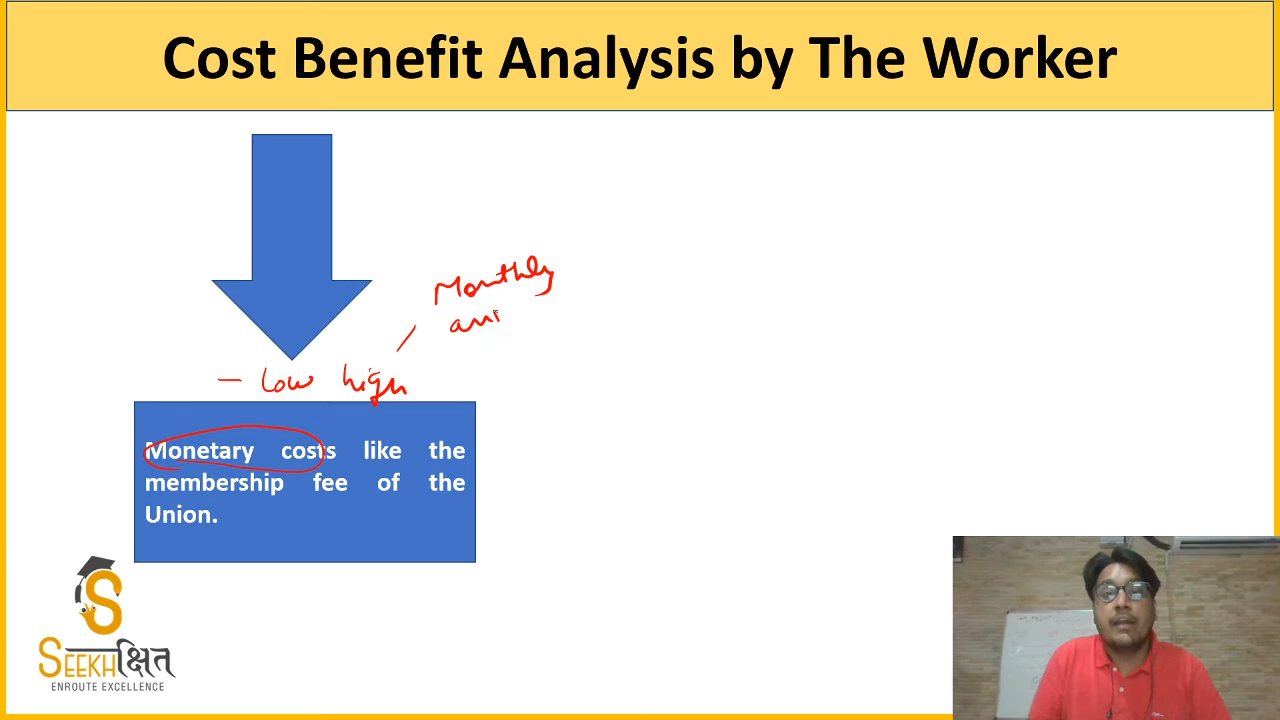 Cost Benefit Analysis by The Worker
Monthly
– low high
Monetary costs like the
membership fee of the
Union.
SEEKHक्षित
ENROUTE EXCELLENCE